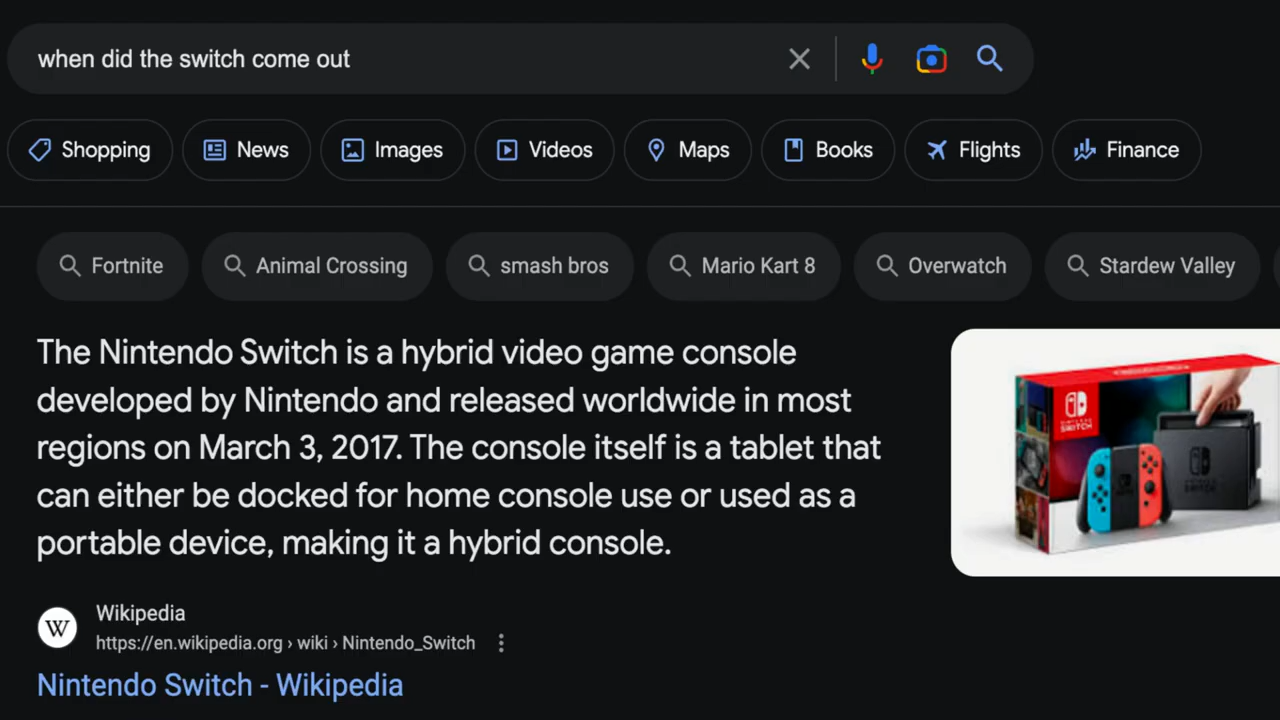 when did the switch come out
Shopping News Images Videos Maps Books Flights Finance
Fortnite Animal Crossing smash bros Mario Kart 8 Overwatch Stardew Valley
The Nintendo Switch is a hybrid video game console
developed by Nintendo and released worldwide in most
regions on March 3, 2017. The console itself is a tablet that
can either be docked for home console use or used as a
portable device, making it a hybrid console.
NINTENDO
SWITCH
W Wikipedia
https://en.wikipedia.org › wiki › Nintendo_Switch
Nintendo Switch - Wikipedia